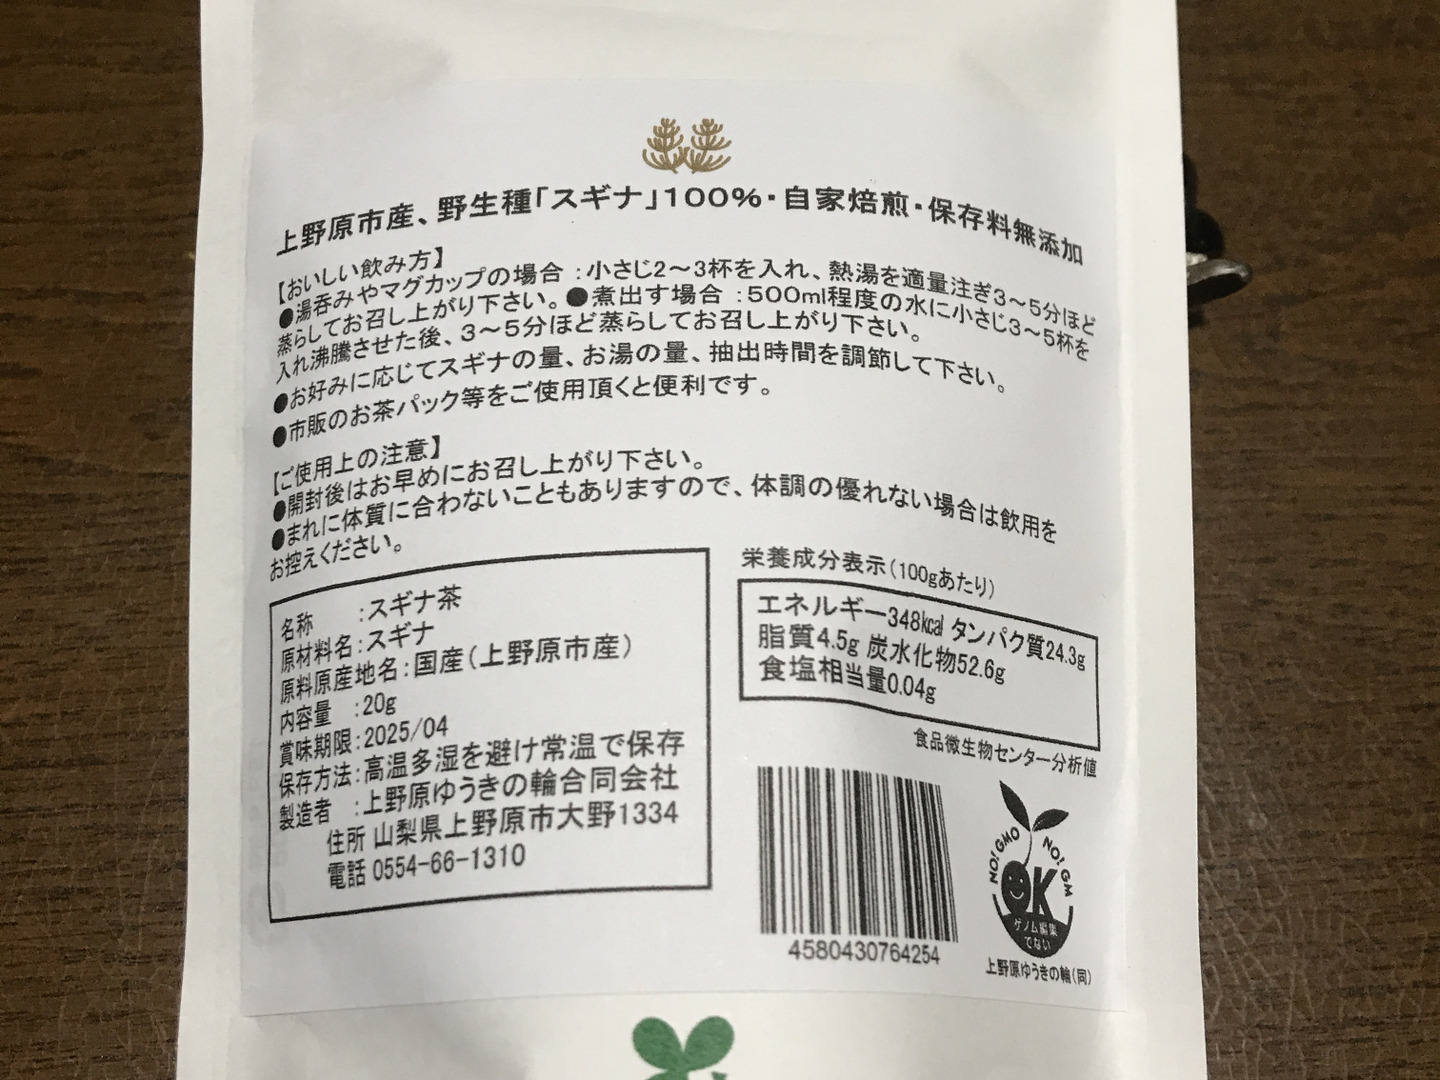 上野原市産、野生種「スギナ」100%・自家焙煎・保存料無添加
【おいしい飲み方】
●湯呑みやマグカップの場合：小さじ2～3杯を入れ、熱湯を適量注ぎ3～5分ほど
蒸らしてお召し上がり下さい。●煮出す場合：500ml程度の水に小さじ3～5杯を
入れ沸騰させた後、3～5分ほど蒸らしてお召し上がり下さい。
●お好みに応じてスギナの量、お湯の量、抽出時間を調節して下さい。
●市販のお茶パック等をご使用頂くと便利です。
【ご使用上の注意】
●開封後はお早めにお召し上がり下さい。
●まれに体質に合わないこともありますので、体調の優れない場合は飲用を
お控えください。
名称　　：スギナ茶
原材料名：スギナ
原料原産地名：国産（上野原市産）
内容量　：20g
賞味期限：2025/04
保存方法：高温多湿を避け常温で保存
製造者　：上野原ゆうきの輪合同会社
住所 山梨県上野原市大野1334
電話 0554-66-1310
栄養成分表示（100gあたり）
エネルギー348㎉ タンパク質24.3g
脂質4.5g 炭水化物52.6g
食塩相当量0.04g
食品微生物センター分析値
4580430764254
NO! GMO NO! GM
OK
ゲノム編集
でない
上野原ゆうきの輪（同）